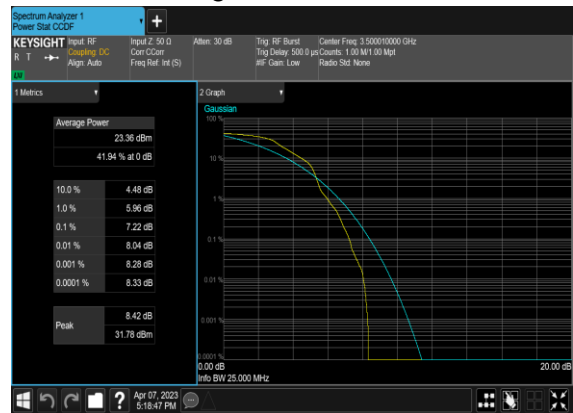 Spectrum Analyzer 1
Power Stat CCDF
KEYSIGHT
R T
LW
Input: RF
Coupling: DC
Align: Auto
Input Z: 50 Ω
Corr CCorr
Freq Ref: Int (S)
Atten: 30 dB
Trig: RF Burst
Trig Delay: 500.0 µs
#IF Gain: Low
Center Freq: 3.500010000 GHz
Counts: 1.00 M/1.00 Mpt
Radio Std: None
1 Metrics
Average Power
23.36 dBm
41.94 % at 0 dB
10.0 % 4.48 dB
1.0 % 5.96 dB
0.1 % 7.22 dB
0.01 % 8.04 dB
0.001 % 8.28 dB
0.0001 % 8.33 dB
Peak 8.42 dB
31.78 dBm
2 Graph
Gaussian
100 %
10 %
1 %
0.1 %
0.01 %
0.001 %
0.0001 %
0.00 dB 20.00 dB
Info BW 25.000 MHz
? Apr 07, 2023
5:18:47 PM